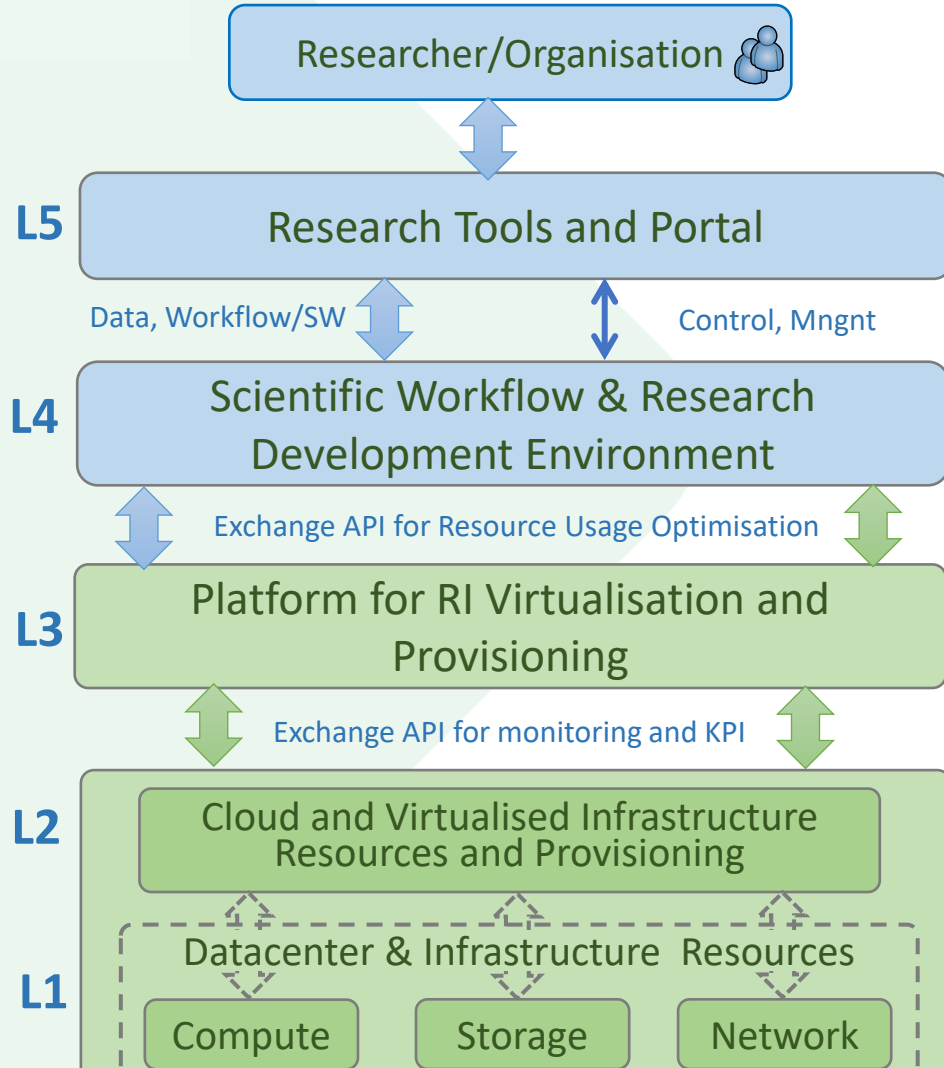 Researcher/Organisation
L5
Research Tools and Portal
Data, Workflow/SW
Control, Mngnt
L4
Scientific Workflow & Research
Development Environment
Exchange API for Resource Usage Optimisation
L3
Platform for RI Virtualisation and
Provisioning
Exchange API for monitoring and KPI
L2
Cloud and Virtualised Infrastructure
Resources and Provisioning
Datacenter & Infrastructure Resources
L1
Compute
Storage
Network